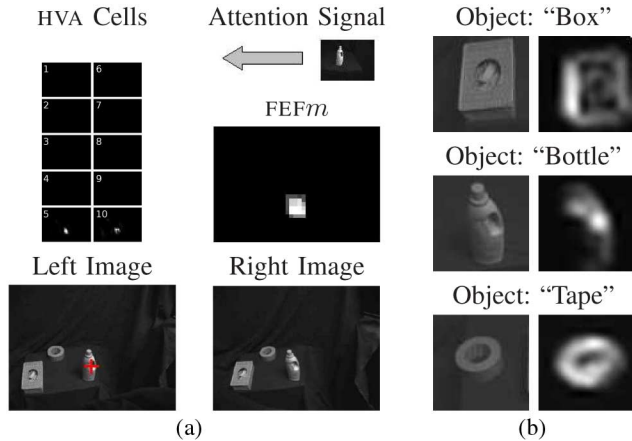 HVA Cells
Attention Signal
Object: “Box”
1 6
2 7
3 8
4 9
5 10
FEFm
Object: “Bottle”
Left Image
Right Image
Object: “Tape”
(a)
(b)